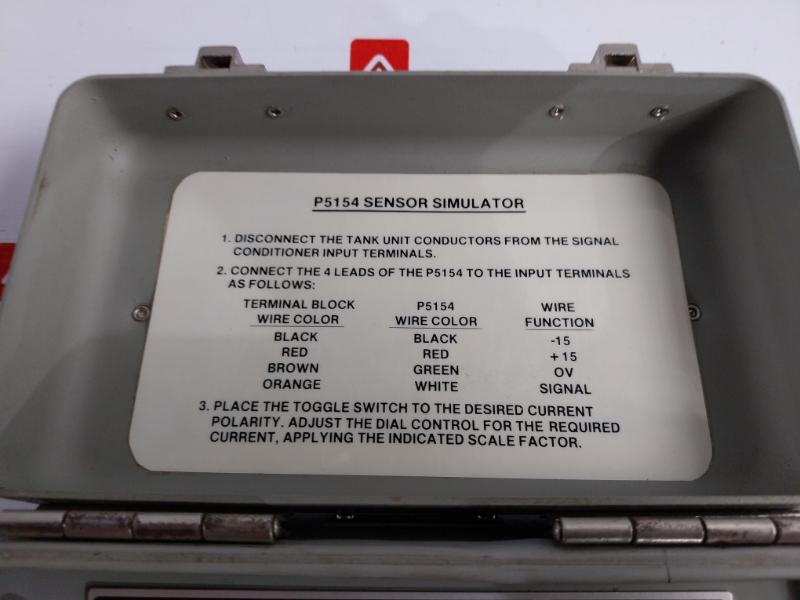 P5154 SENSOR SIMULATOR
1. DISCONNECT THE TANK UNIT CONDUCTORS FROM THE SIGNAL
CONDITIONER INPUT TERMINALS.
2. CONNECT THE 4 LEADS OF THE P5154 TO THE INPUT TERMINALS
AS FOLLOWS:
TERMINAL BLOCK P5154 WIRE
WIRE COLOR WIRE COLOR FUNCTION
BLACK BLACK -15
RED RED +15
BROWN GREEN OV
ORANGE WHITE SIGNAL
3. PLACE THE TOGGLE SWITCH TO THE DESIRED CURRENT
POLARITY. ADJUST THE DIAL CONTROL FOR THE REQUIRED
CURRENT, APPLYING THE INDICATED SCALE FACTOR.